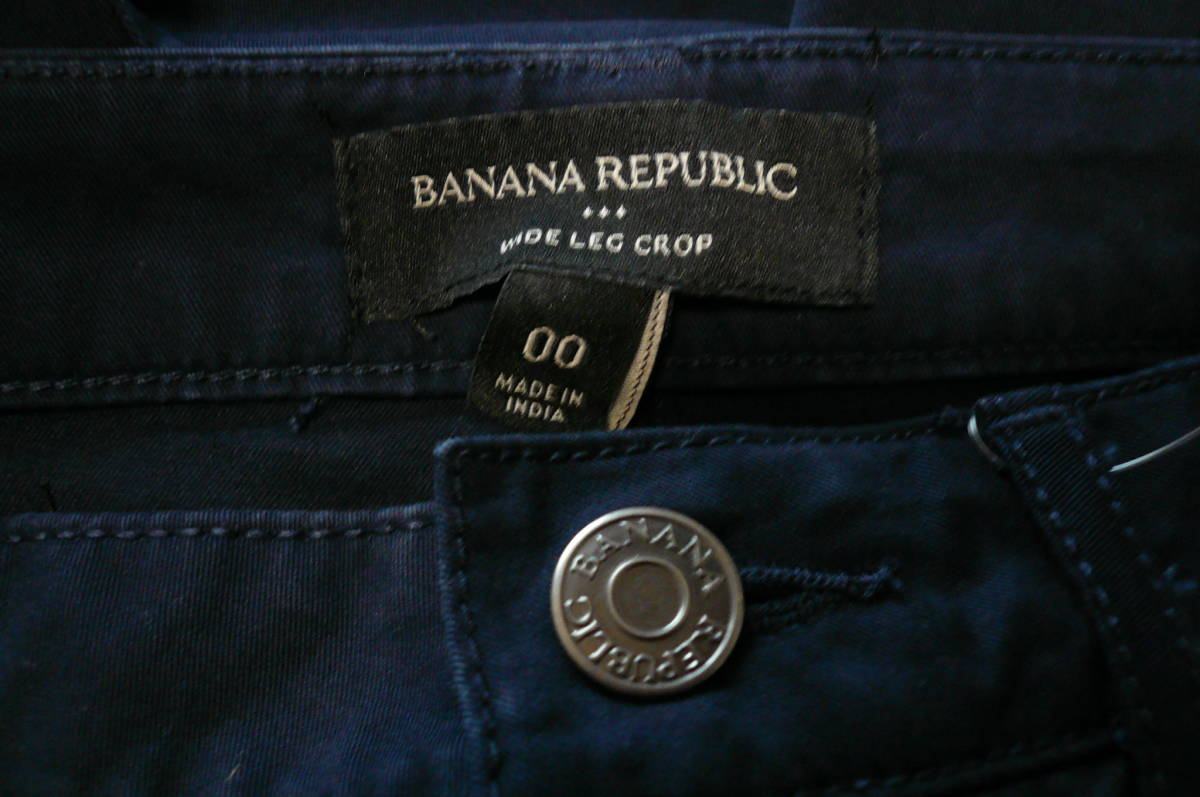 BANANA REPUBLIC
WIDE LEG CROP
00
MADE IN
INDIA
BANANA REPUBLIC